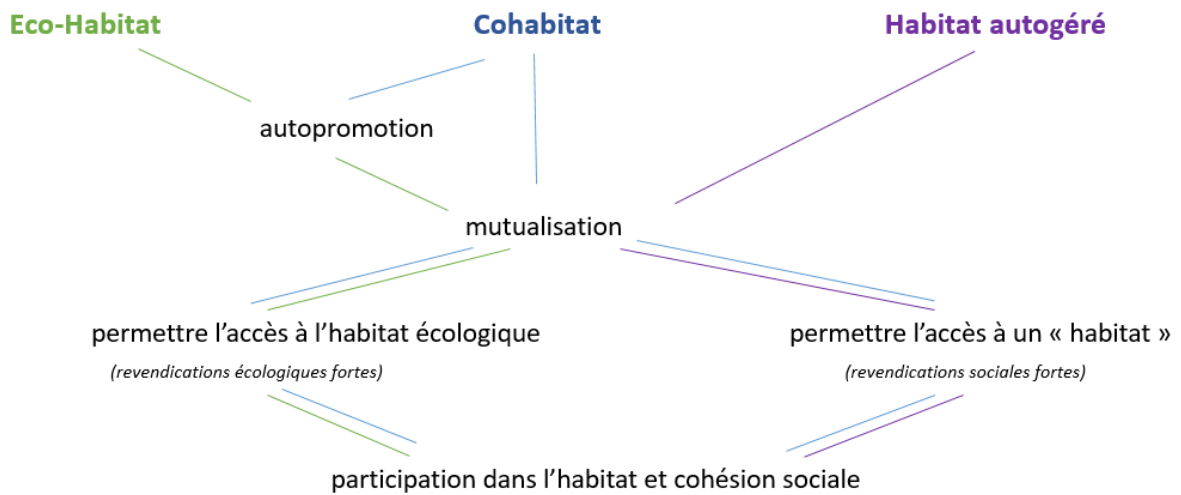 Eco-Habitat
Cohabitat
Habitat autogéré
autopromotion
mutualisation
permettre l’accès à l’habitat écologique
(revendications écologiques fortes)
permettre l’accès à un « habitat »
(revendications sociales fortes)
participation dans l’habitat et cohésion sociale